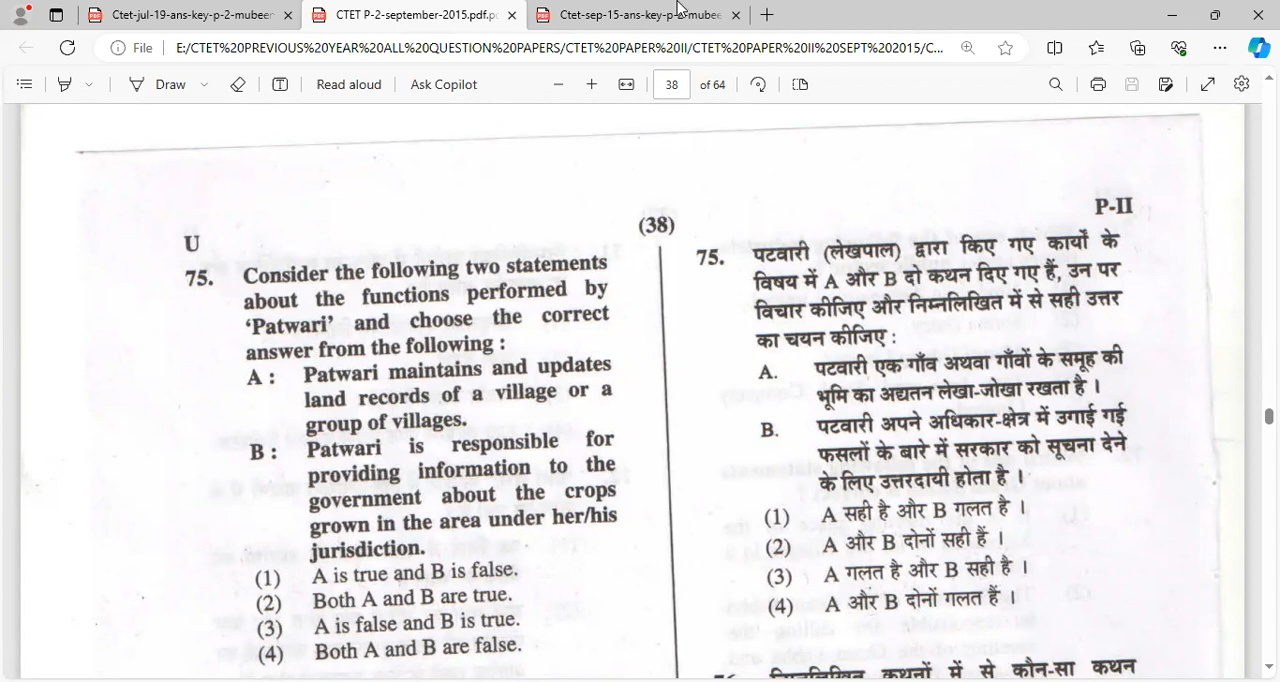 Ctet-jul-19-ans-key-p-2-mubeen
CTET P-2-september-2015.pdf.pd
Ctet-sep-15-ans-key-p-2-mubee
File
E:/CTET%20PREVIOUS%20YEAR%20ALL%20QUESTION%20PAPERS/CTET%20PAPER%20II/CTET%20PAPER%20II%20SEPT%202015/C...
Draw
Read aloud
Ask Copilot
38
of 64
U
(38)
P-II
75. Consider the following two statements
about the functions performed by
‘Patwari’ and choose the correct
answer from the following :
A : Patwari maintains and updates
land records of a village or a
group of villages.
B : Patwari is responsible for
providing information to the
government about the crops
grown in the area under her/his
jurisdiction.
(1) A is true and B is false.
(2) Both A and B are true.
(3) A is false and B is true.
(4) Both A and B are false.
75. पटवारी (लेखपाल) द्वारा किए गए कार्यों के
विषय में A और B दो कथन दिए गए हैं, उन पर
विचार कीजिए और निम्नलिखित में से सही उत्तर
का चयन कीजिए :
A. पटवारी एक गाँव अथवा गाँवों के समूह की
भूमि का अद्यतन लेखा-जोखा रखता है ।
B. पटवारी अपने अधिकार-क्षेत्र में उगाई गई
फसलों के बारे में सरकार को सूचना देने
के लिए उत्तरदायी होता है ।
(1) A सही है और B गलत है ।
(2) A और B दोनों सही हैं ।
(3) A गलत है और B सही है ।
(4) A और B दोनों गलत हैं ।
निम्नलिखित कथनों में से कौन-सा कथन